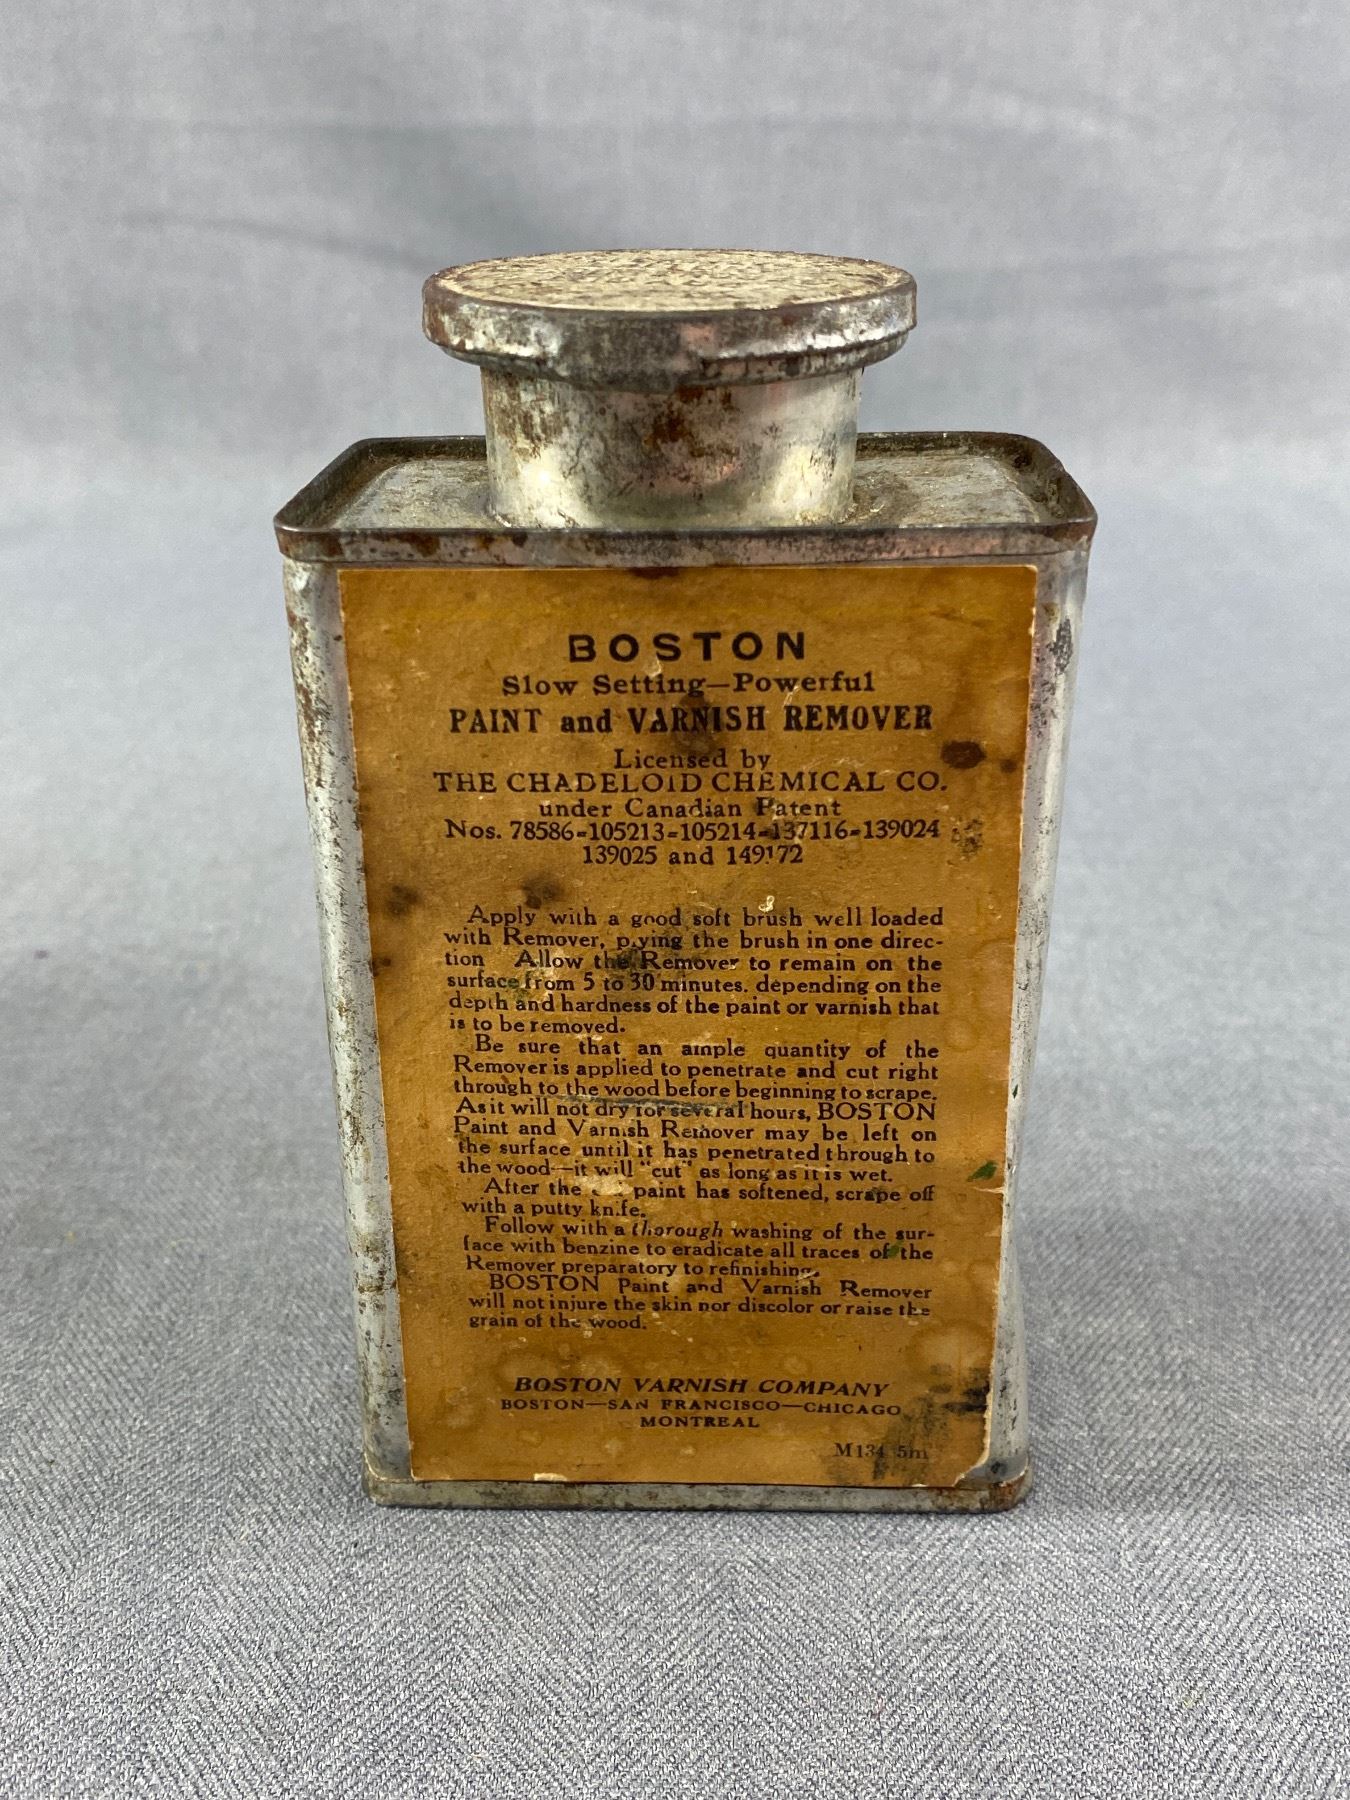 BOSTON
Slow Setting—Powerful
PAINT and VARNISH REMOVER
Licensed by
THE CHADELOID CHEMICAL CO.
under Canadian Patent
Nos. 78586-105213-105214-137116-139024
139025 and 149172
Apply with a good soft brush well loaded
with Remover, plying the brush in one direc-
tion Allow the Remover to remain on the
surface from 5 to 30 minutes. depending on the
depth and hardness of the paint or varnish that
is to be removed.
Be sure that an ample quantity of the
Remover is applied to penetrate and cut right
through to the wood before beginning to scrape.
As it will not dry for several hours, BOSTON
Paint and Varnish Remover may be left on
the surface until it has penetrated through to
the wood—it will "cut" as long as it is wet.
After the paint has softened, scrape off
with a putty knife.
Follow with a thorough washing of the sur-
face with benzine to eradicate all traces of the
Remover preparatory to refinishing.
BOSTON Paint and Varnish Remover
will not injure the skin nor discolor or raise the
grain of the wood.
BOSTON VARNISH COMPANY
BOSTON—SAN FRANCISCO—CHICAGO
MONTREAL
M134 5m